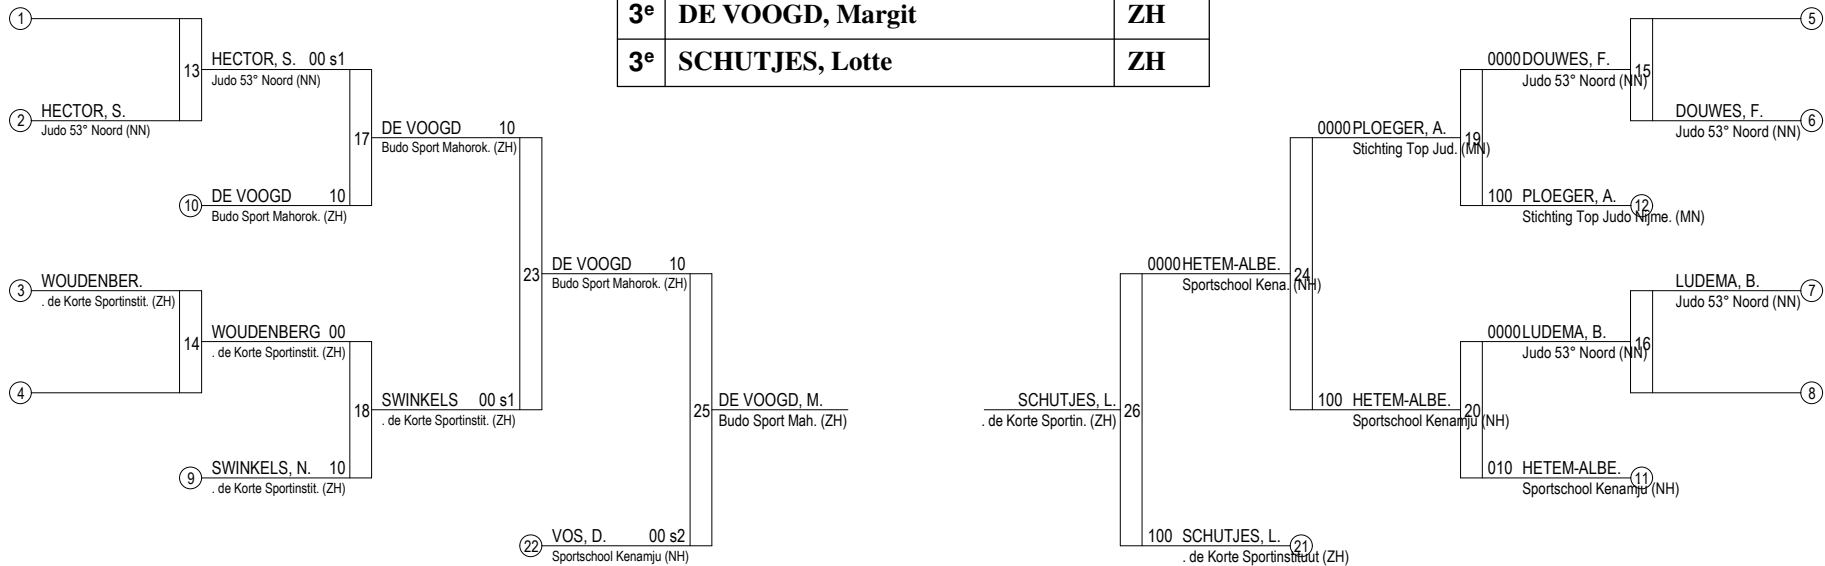 3e DE VOOGD, Margit ZH
3e SCHUTJES, Lotte ZH
1
13
HECTOR, S. 00 s1
Judo 53° Noord (NN)
2
HECTOR, S.
Judo 53° Noord (NN)
17
DE VOOGD 10
Budo Sport Mahorok. (ZH)
10
DE VOOGD 10
Budo Sport Mahorok. (ZH)
3
WOUDENBER.
. de Korte Sportinstit. (ZH)
14
WOUDENBERG 00
. de Korte Sportinstit. (ZH)
4
18
SWINKELS 00 s1
. de Korte Sportinstit. (ZH)
9
SWINKELS, N. 10
. de Korte Sportinstit. (ZH)
23
DE VOOGD 10
Budo Sport Mahorok. (ZH)
25
DE VOOGD, M.
Budo Sport Mah. (ZH)
22
VOS, D. 00 s2
Sportschool Kenamju (NH)
SCHUTJES, L.
. de Korte Sportin. (ZH)
26
0000 HETEM-ALBE.
Sportschool Kena. (NH)
24
100 SCHUTJES, L.
. de Korte Sportinstituut (ZH)
21
0000 PLOEGER, A.
Stichting Top Jud. (MN)
19
100 HETEM-ALBE.
Sportschool Kenamju (NH)
20
0000 DOUWES, F.
Judo 53° Noord (NN)
15
100 PLOEGER, A.
Stichting Top Judo Nijme. (MN)
12
0000 LUDEMA, B.
Judo 53° Noord (NN)
16
010 HETEM-ALBE.
Sportschool Kenamju (NH)
11
5
DOUWES, F.
Judo 53° Noord (NN)
6
LUDEMA, B.
Judo 53° Noord (NN)
7
8